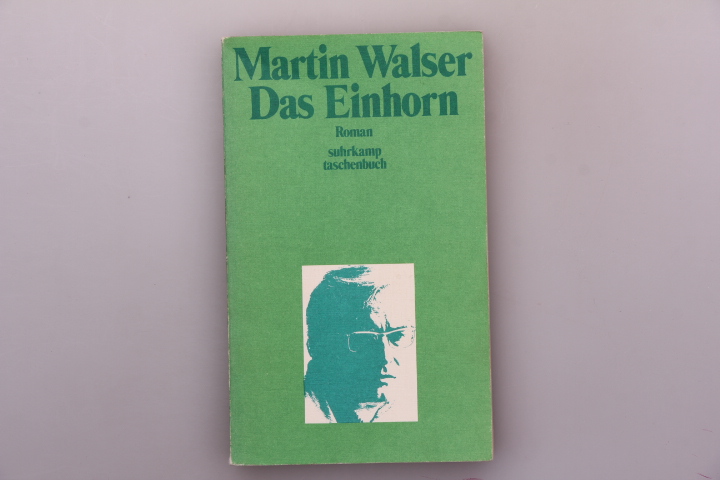 Martin Walser
Das Einhorn
Roman
suhrkamp
taschenbuch